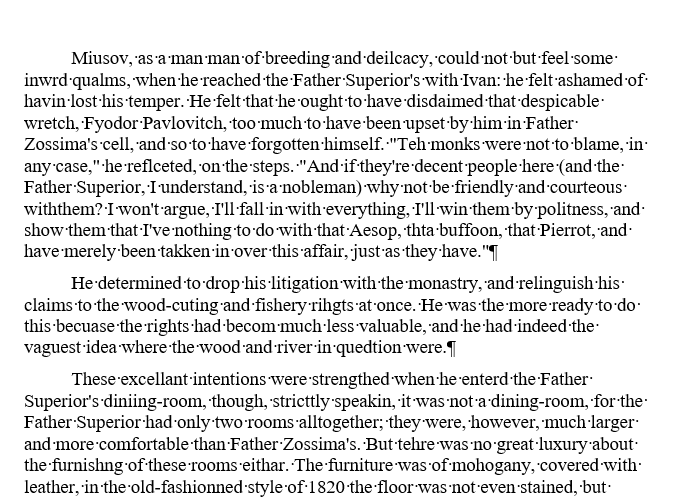 Miusov, as a man man of breeding and deilcacy, could not but feel some
inwrd qualms, when he reached the Father Superior's with Ivan: he felt ashamed of
havin lost his temper. He felt that he ought to have disdaimed that despicable
wretch, Fyodor Pavlovitch, too much to have been upset by him in Father
Zossima's cell, and so to have forgotten himself. "Teh monks were not to blame, in
any case," he reflceted, on the steps. "And if they're decent people here (and the
Father Superior, I understand, is a nobleman) why not be friendly and courteous
withthem? I won't argue, I'll fall in with everything, I'll win them by politness, and
show them that I've nothing to do with that Aesop, thta buffoon, that Pierrot, and
have merely been takken in over this affair, just as they have."¶
He determined to drop his litigation with the monastry, and relinguish his
claims to the wood-cuting and fishery rihgts at once. He was the more ready to do
this becuase the rights had becom much less valuable, and he had indeed the
vaguest idea where the wood and river in quedtion were.¶
These excellant intentions were strengthed when he enterd the Father
Superior's diniing-room, though, stricttly speakin, it was not a dining-room, for the
Father Superior had only two rooms alltogether; they were, however, much larger
and more comfortable than Father Zossima's. But tehre was no great luxury about
the furnishng of these rooms eithar. The furniture was of mohogany, covered with
leather, in the old-fashionned style of 1820 the floor was not even stained, but